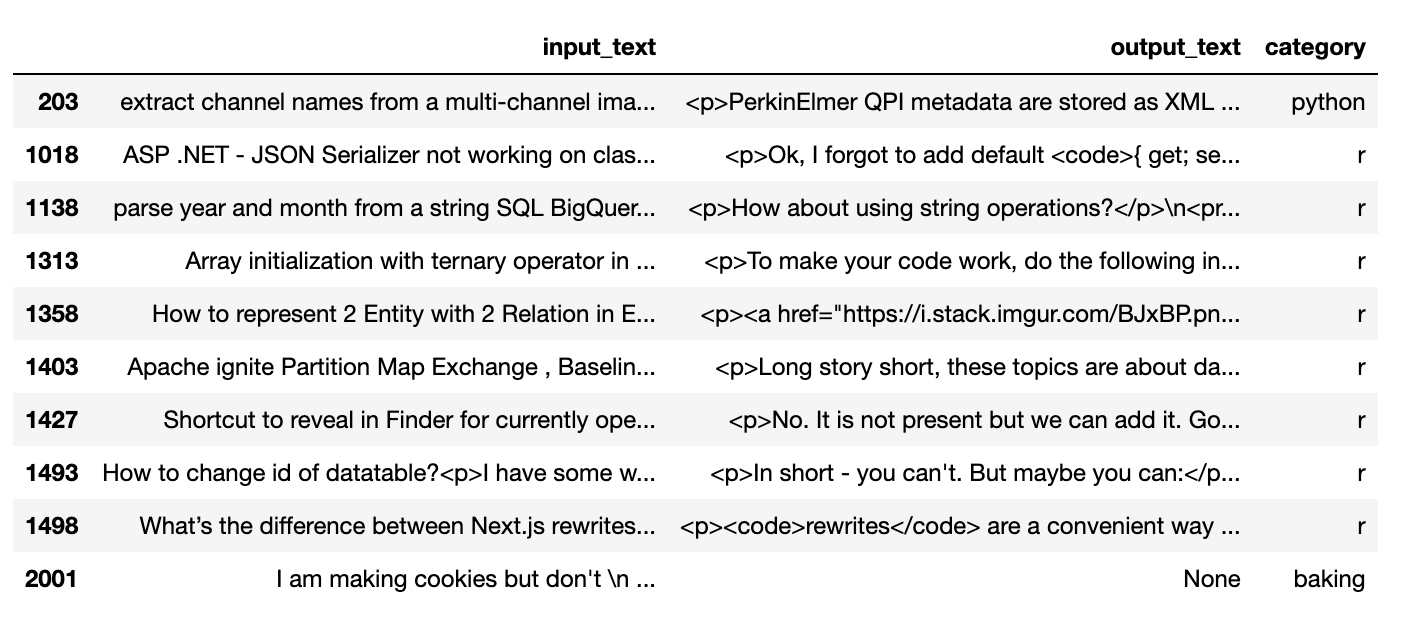 input_text output_text category
203 extract channel names from a multi-channel ima... <p>PerkinElmer QPI metadata are stored as XML ... python
1018 ASP .NET - JSON Serializer not working on clas... <p>Ok, I forgot to add default <code>{ get; se... r
1138 parse year and month from a string SQL BigQuer... <p>How about using string operations?</p>\n<pr... r
1313 Array initialization with ternary operator in ... <p>To make your code work, do the following in... r
1358 How to represent 2 Entity with 2 Relation in E... <p><a href="https://i.stack.imgur.com/BJxBP.pn... r
1403 Apache ignite Partition Map Exchange , Baselin... <p>Long story short, these topics are about da... r
1427 Shortcut to reveal in Finder for currently ope... <p>No. It is not present but we can add it. Go... r
1493 How to change id of datatable?<p>I have some w... <p>In short - you can't. But maybe you can:</p... r
1498 What’s the difference between Next.js rewrites... <p><code>rewrites</code> are a convenient way ... r
2001 I am making cookies but don't \n ... None baking